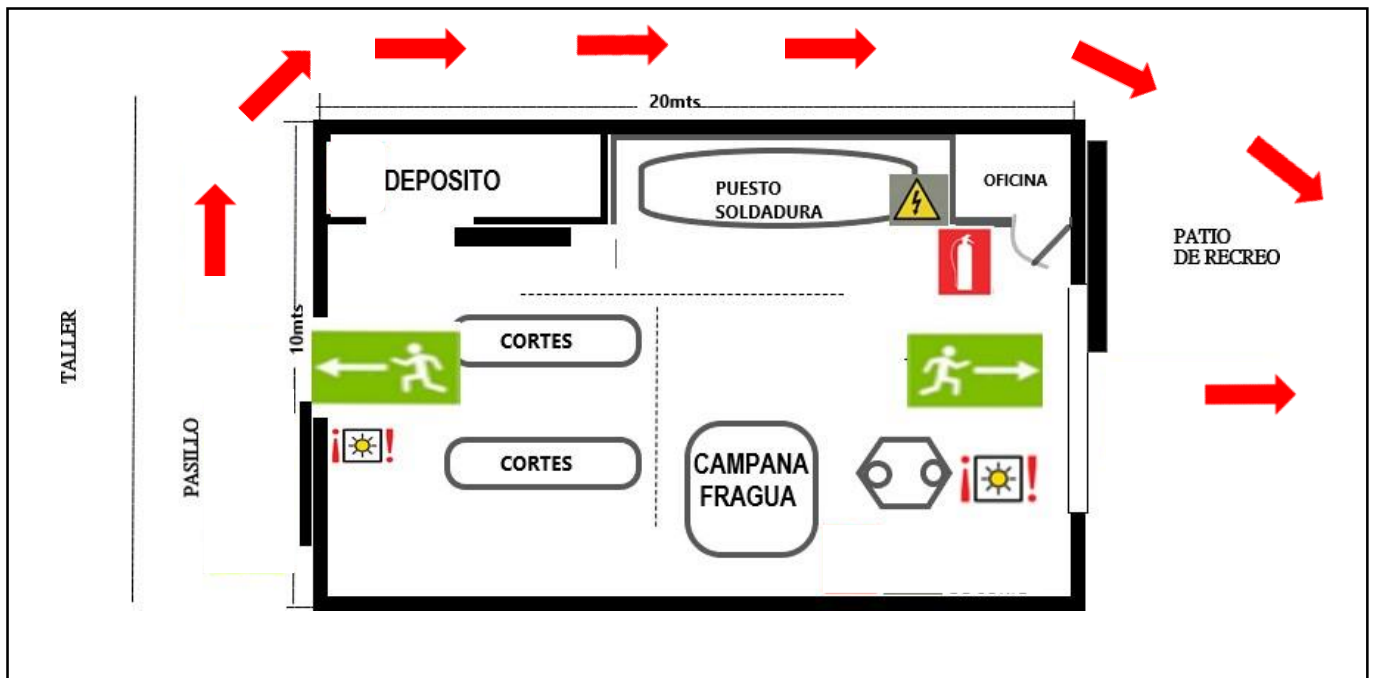 20mts
DEPOSITO
PUESTO
SOLDADURA
OFICINA
PATIO
DE RECREO
10mts
TALLER
CORTES
¡ !
PASILLO
CORTES
CAMPANA
FRAGUA
¡ !